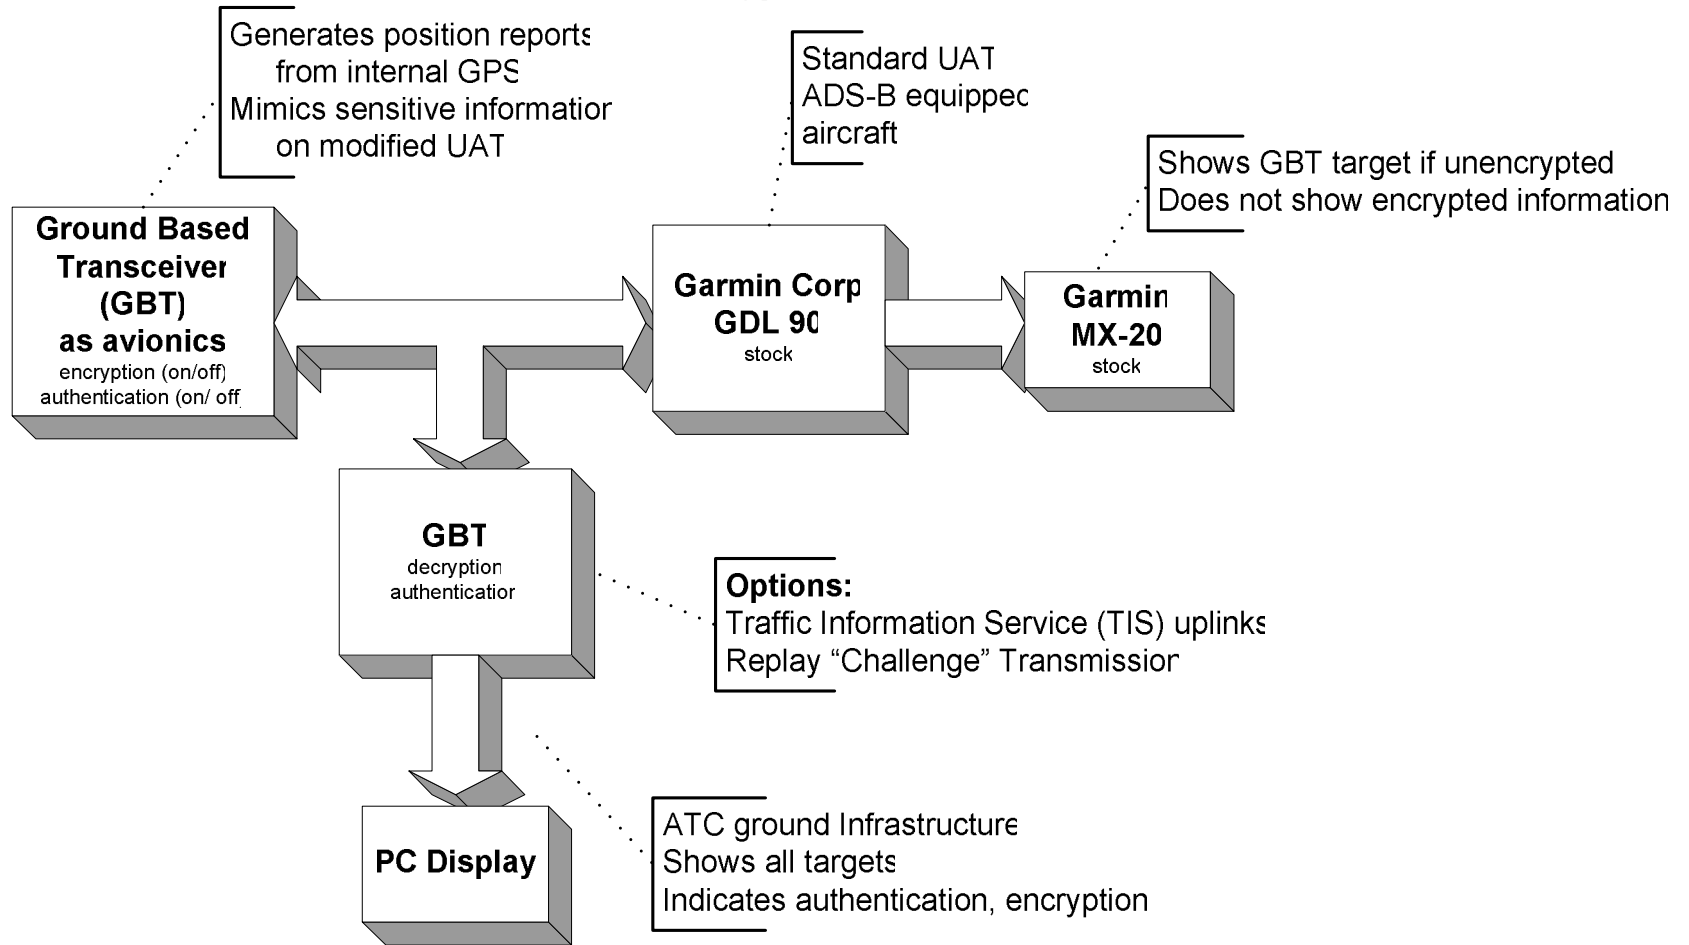 Generates position reports
from internal GPS
Mimics sensitive information
on modified UAT
Standard UAT
ADS-B equipped
aircraft
Shows GBT target if unencrypted
Does not show encrypted information
Ground Based
Transceiver
(GBT)
as avionics
encryption (on/off)
authentication (on/ off
Garmin Corp
GDL 90
stock
Garmin
MX-20
stock
GBT
decryption
authentication
Options:
Traffic Information Service (TIS) uplinks
Replay “Challenge” Transmission
PC Display
ATC ground Infrastructure
Shows all targets
Indicates authentication, encryption